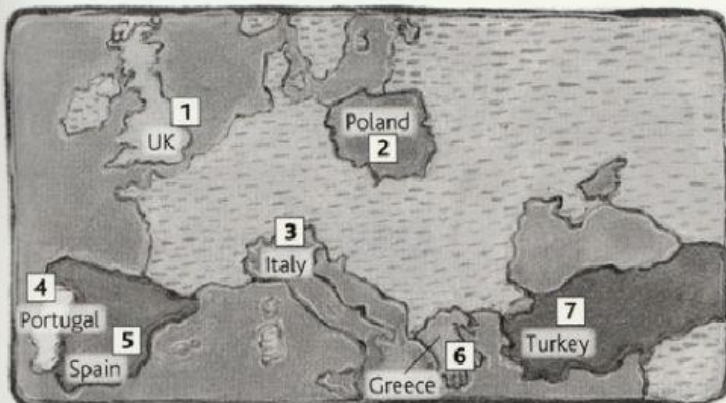 1
UK
Poland
2
3
Italy
4
Portugal
5
Spain
6
Greece
7
Turkey